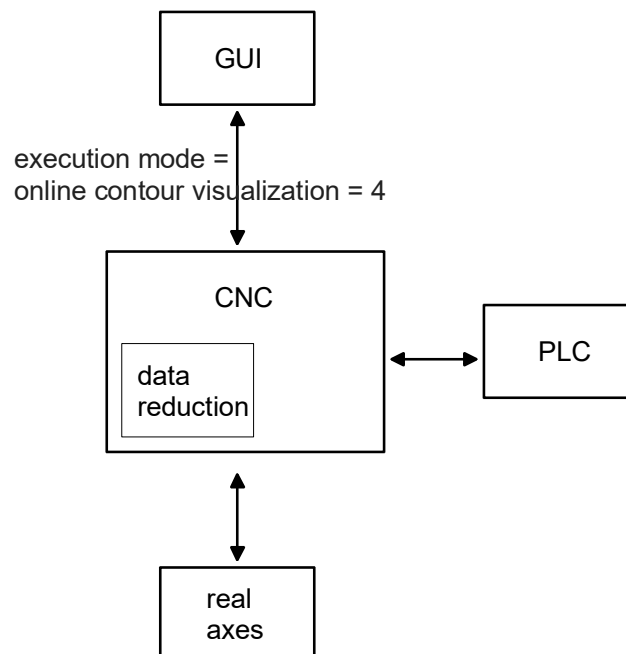 GUI
execution mode =
online contour visualization = 4
CNC
PLC
data
reduction
real
axes